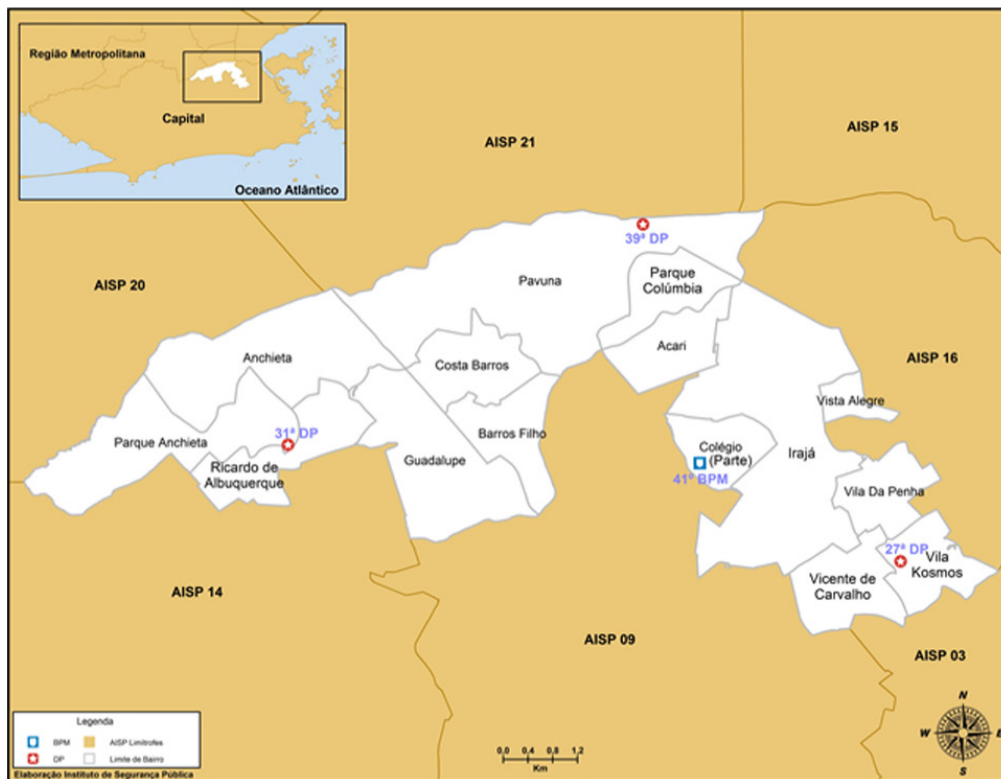 Região Metropolitana
Capital
Oceano Atlântico
AISP 21
AISP 15
AISP 20
AISP 16
39ª DP
Pavuna
Parque
Colúmbia
Acari
Anchieta
Costa Barros
Vista Alegre
Parque Anchieta
31ª DP
Ricardo de
Albuquerque
Guadalupe
Barros Filho
Colégio
(Parte)
41º BPM
Irajá
Vila Da Penha
27ª DP
Vila
Kosmos
Vicente de
Carvalho
AISP 14
AISP 09
AISP 03
Legenda
BPM
AISP Limítrofes
DP
Limite de Bairro
Elaboração Instituto de Segurança Pública
0,0 0,4 0,8 1,2
Km
N
W
E
S